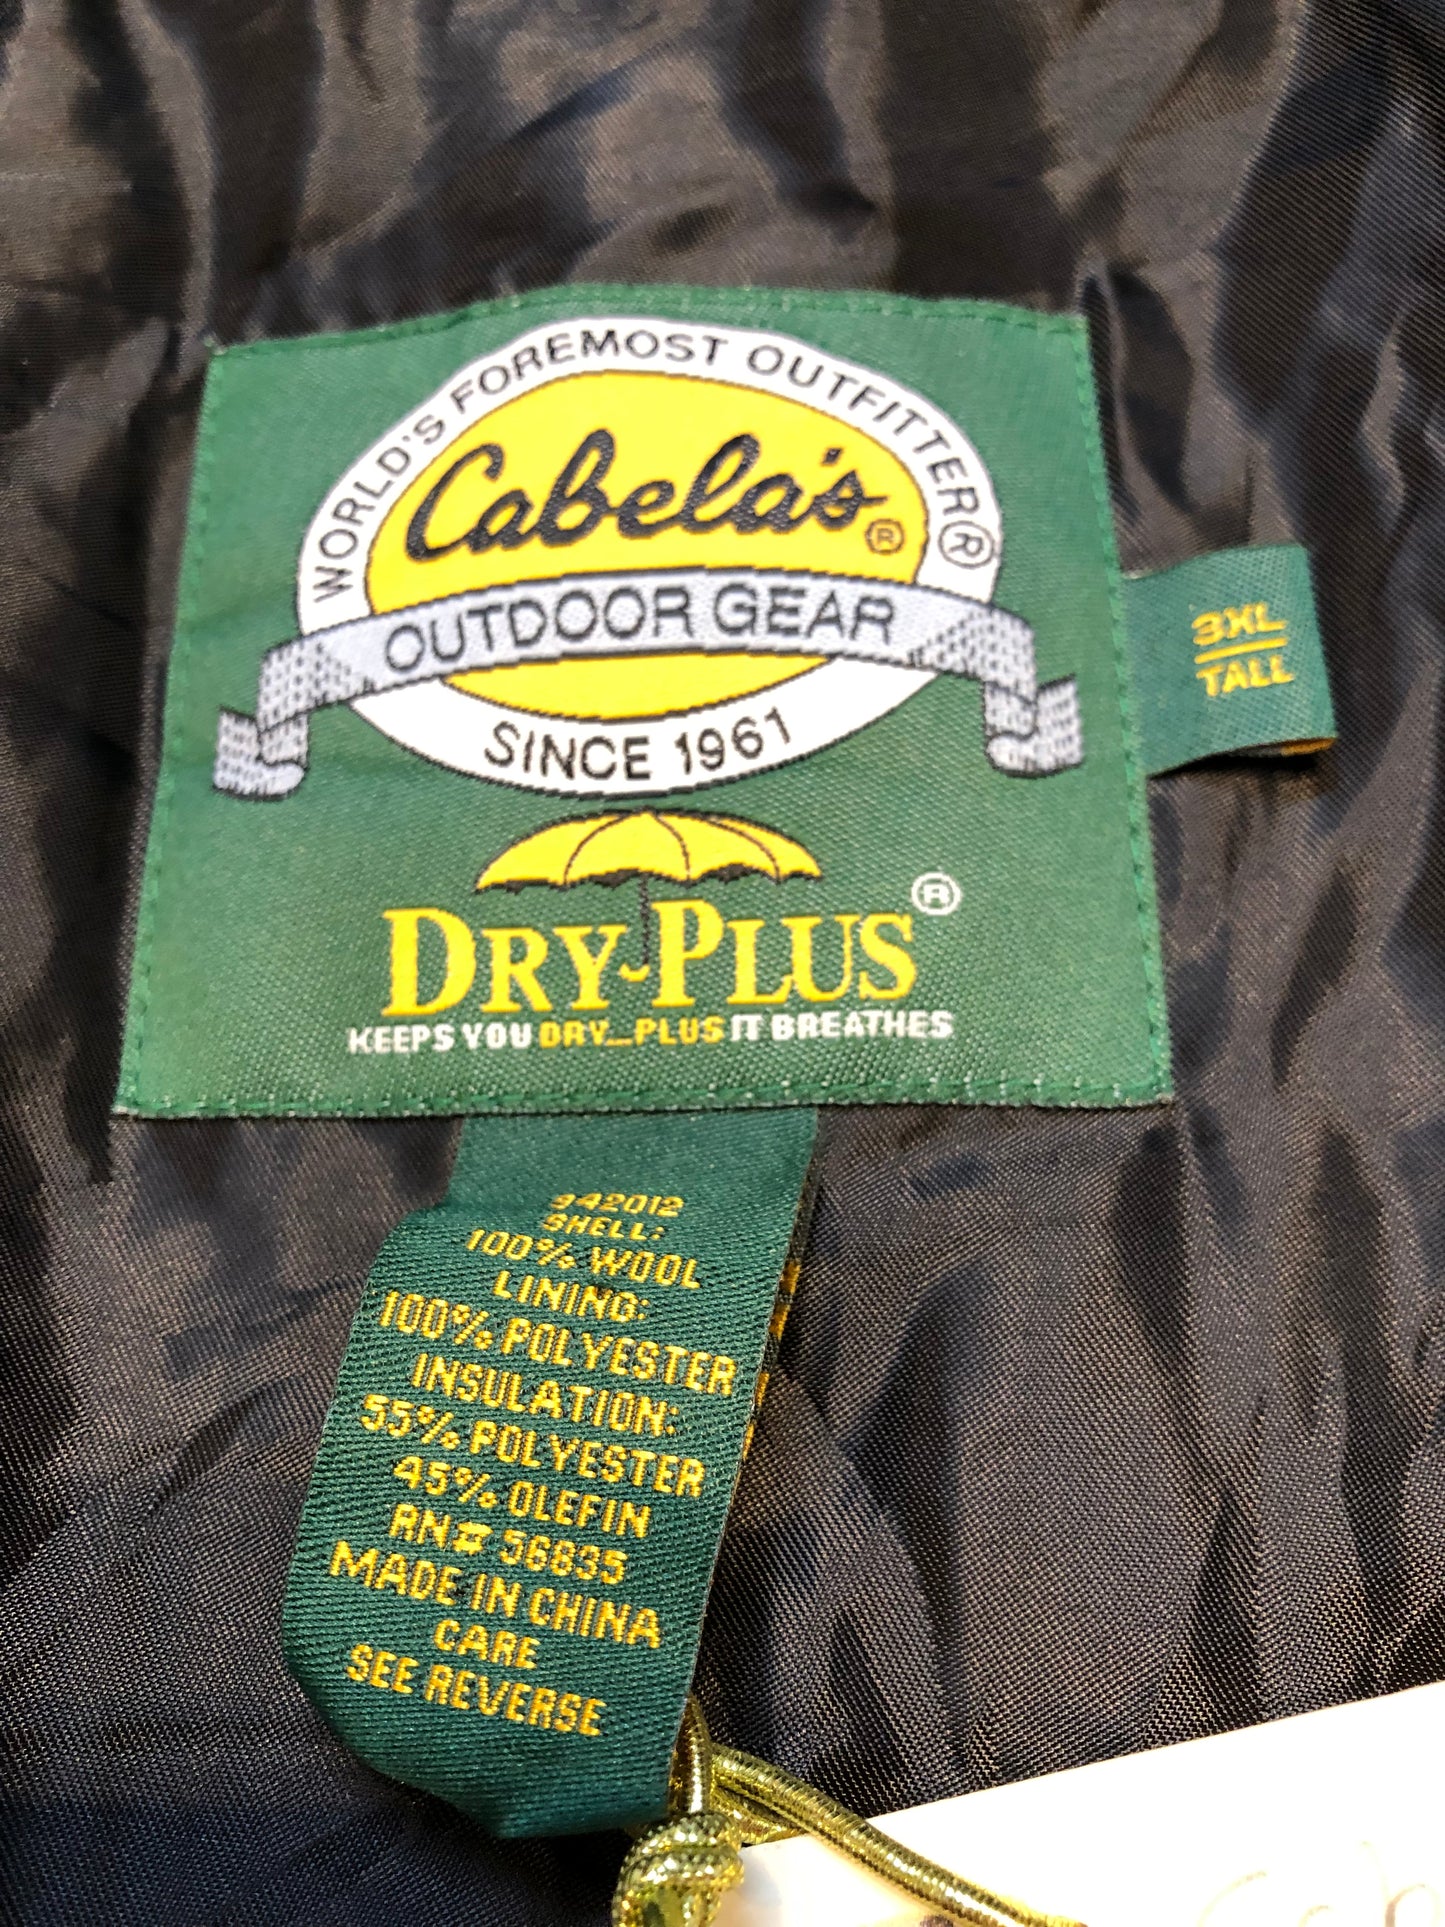 WORLD'S FOREMOST OUTFITTER®
Cabela's®
OUTDOOR GEAR
SINCE 1961
3XL
TALL
DRY-PLUS®
KEEPS YOU DRY...PLUS IT BREATHES
942012
SHELL:
100% WOOL
LINING:
100% POLYESTER
INSULATION:
55% POLYESTER
45% OLEFIN
RN# 56835
MADE IN CHINA
CARE
SEE REVERSE